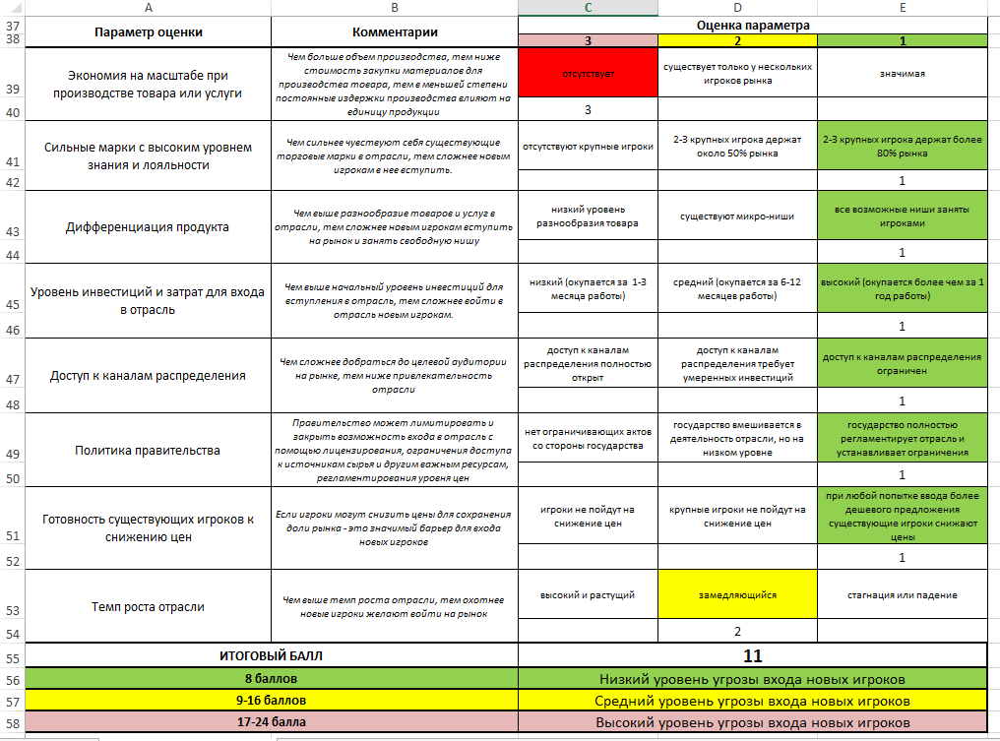 A B C D E
37
Параметр оценки
Комментарии
Оценка параметра
38
3 2 1
39
Экономия на масштабе при
производстве товара или услуги
Чем больше объем производства, тем ниже
стоимость закупки материалов для
производства товара, тем в меньшей степени
постоянные издержки производства влияют на
единицу продукции
отсутствует
существует только у нескольких
игроков рынка
значимая
40
3
41
Сильные марки с высоким уровнем
знания и лояльности
Чем сильнее чувствуют себя существующие
торговые марки в отрасли, тем сложнее новым
игрокам в нее вступить.
отсутствуют крупные игроки
2-3 крупных игрока держат
около 50% рынка
2-3 крупных игрока держат более
80% рынка
42
1
43
Дифференциация продукта
Чем выше разнообразие товаров и услуг в
отрасли, тем сложнее новым игрокам вступить
на рынок и занять свободную нишу
низкий уровень
разнообразия товара
существуют микро-ниши
все возможные ниши заняты
игроками
44
1
45
Уровень инвестиций и затрат для входа
в отрасль
Чем выше начальный уровень инвестиций для
вступления в отрасль, тем сложнее войти в
отрасль новым игрокам.
низкий (окупается за 1-3
месяца работы)
средний (окупается за 6-12
месяцев работы)
высокий (окупается более чем за 1
год работы)
46
1
47
Доступ к каналам распределения
Чем сложнее добраться до целевой аудитории
на рынке, тем ниже привлекательность
отрасли
доступ к каналам
распределения полностью
открыт
доступ к каналам
распределения требует
умеренных инвестиций
доступ к каналам распределения
ограничен
48
1
49
Политика правительства
Правительство может лимитировать и
закрыть возможность входа в отрасль с
помощью лицензирования, ограничения доступа
к источникам сырья и другим важным ресурсам,
регламентирования уровня цен
нет ограничивающих актов
со стороны государства
государство вмешивается в
деятельность отрасли, но на
низком уровне
государство полностью
регламентирует отрасль и
устанавливает ограничения
50
1
51
Готовность существующих игроков к
снижению цен
Если игроки могут снизить цены для сохранения
доли рынка - это значимый барьер для входа
новых игроков
игроки не пойдут на
снижение цен
крупные игроки не пойдут на
снижение цен
при любой попытке ввода более
дешевого предложения
существующие игроки снижают
цены
52
1
53
Темп роста отрасли
Чем выше темп роста отрасли, тем охотнее
новые игроки желают войти на рынок
высокий и растущий
замедляющийся
стагнация или падение
54
2
55
ИТОГОВЫЙ БАЛЛ
11
56
8 баллов
Низкий уровень угрозы входа новых игроков
57
9-16 баллов
Средний уровень угрозы входа новых игроков
58
17-24 балла
Высокий уровень угрозы входа новых игроков